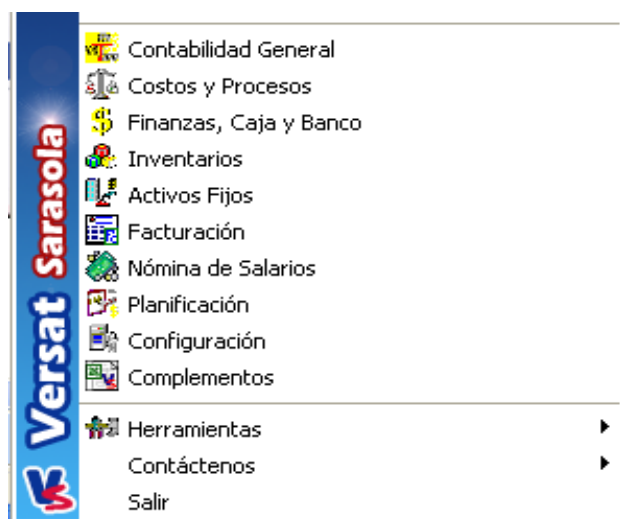 Versat Sarasola
Contabilidad General
Costos y Procesos
Finanzas, Caja y Banco
Inventarios
Activos Fijos
Facturación
Nómina de Salarios
Planificación
Configuración
Complementos
Herramientas
Contáctenos
Salir
VS